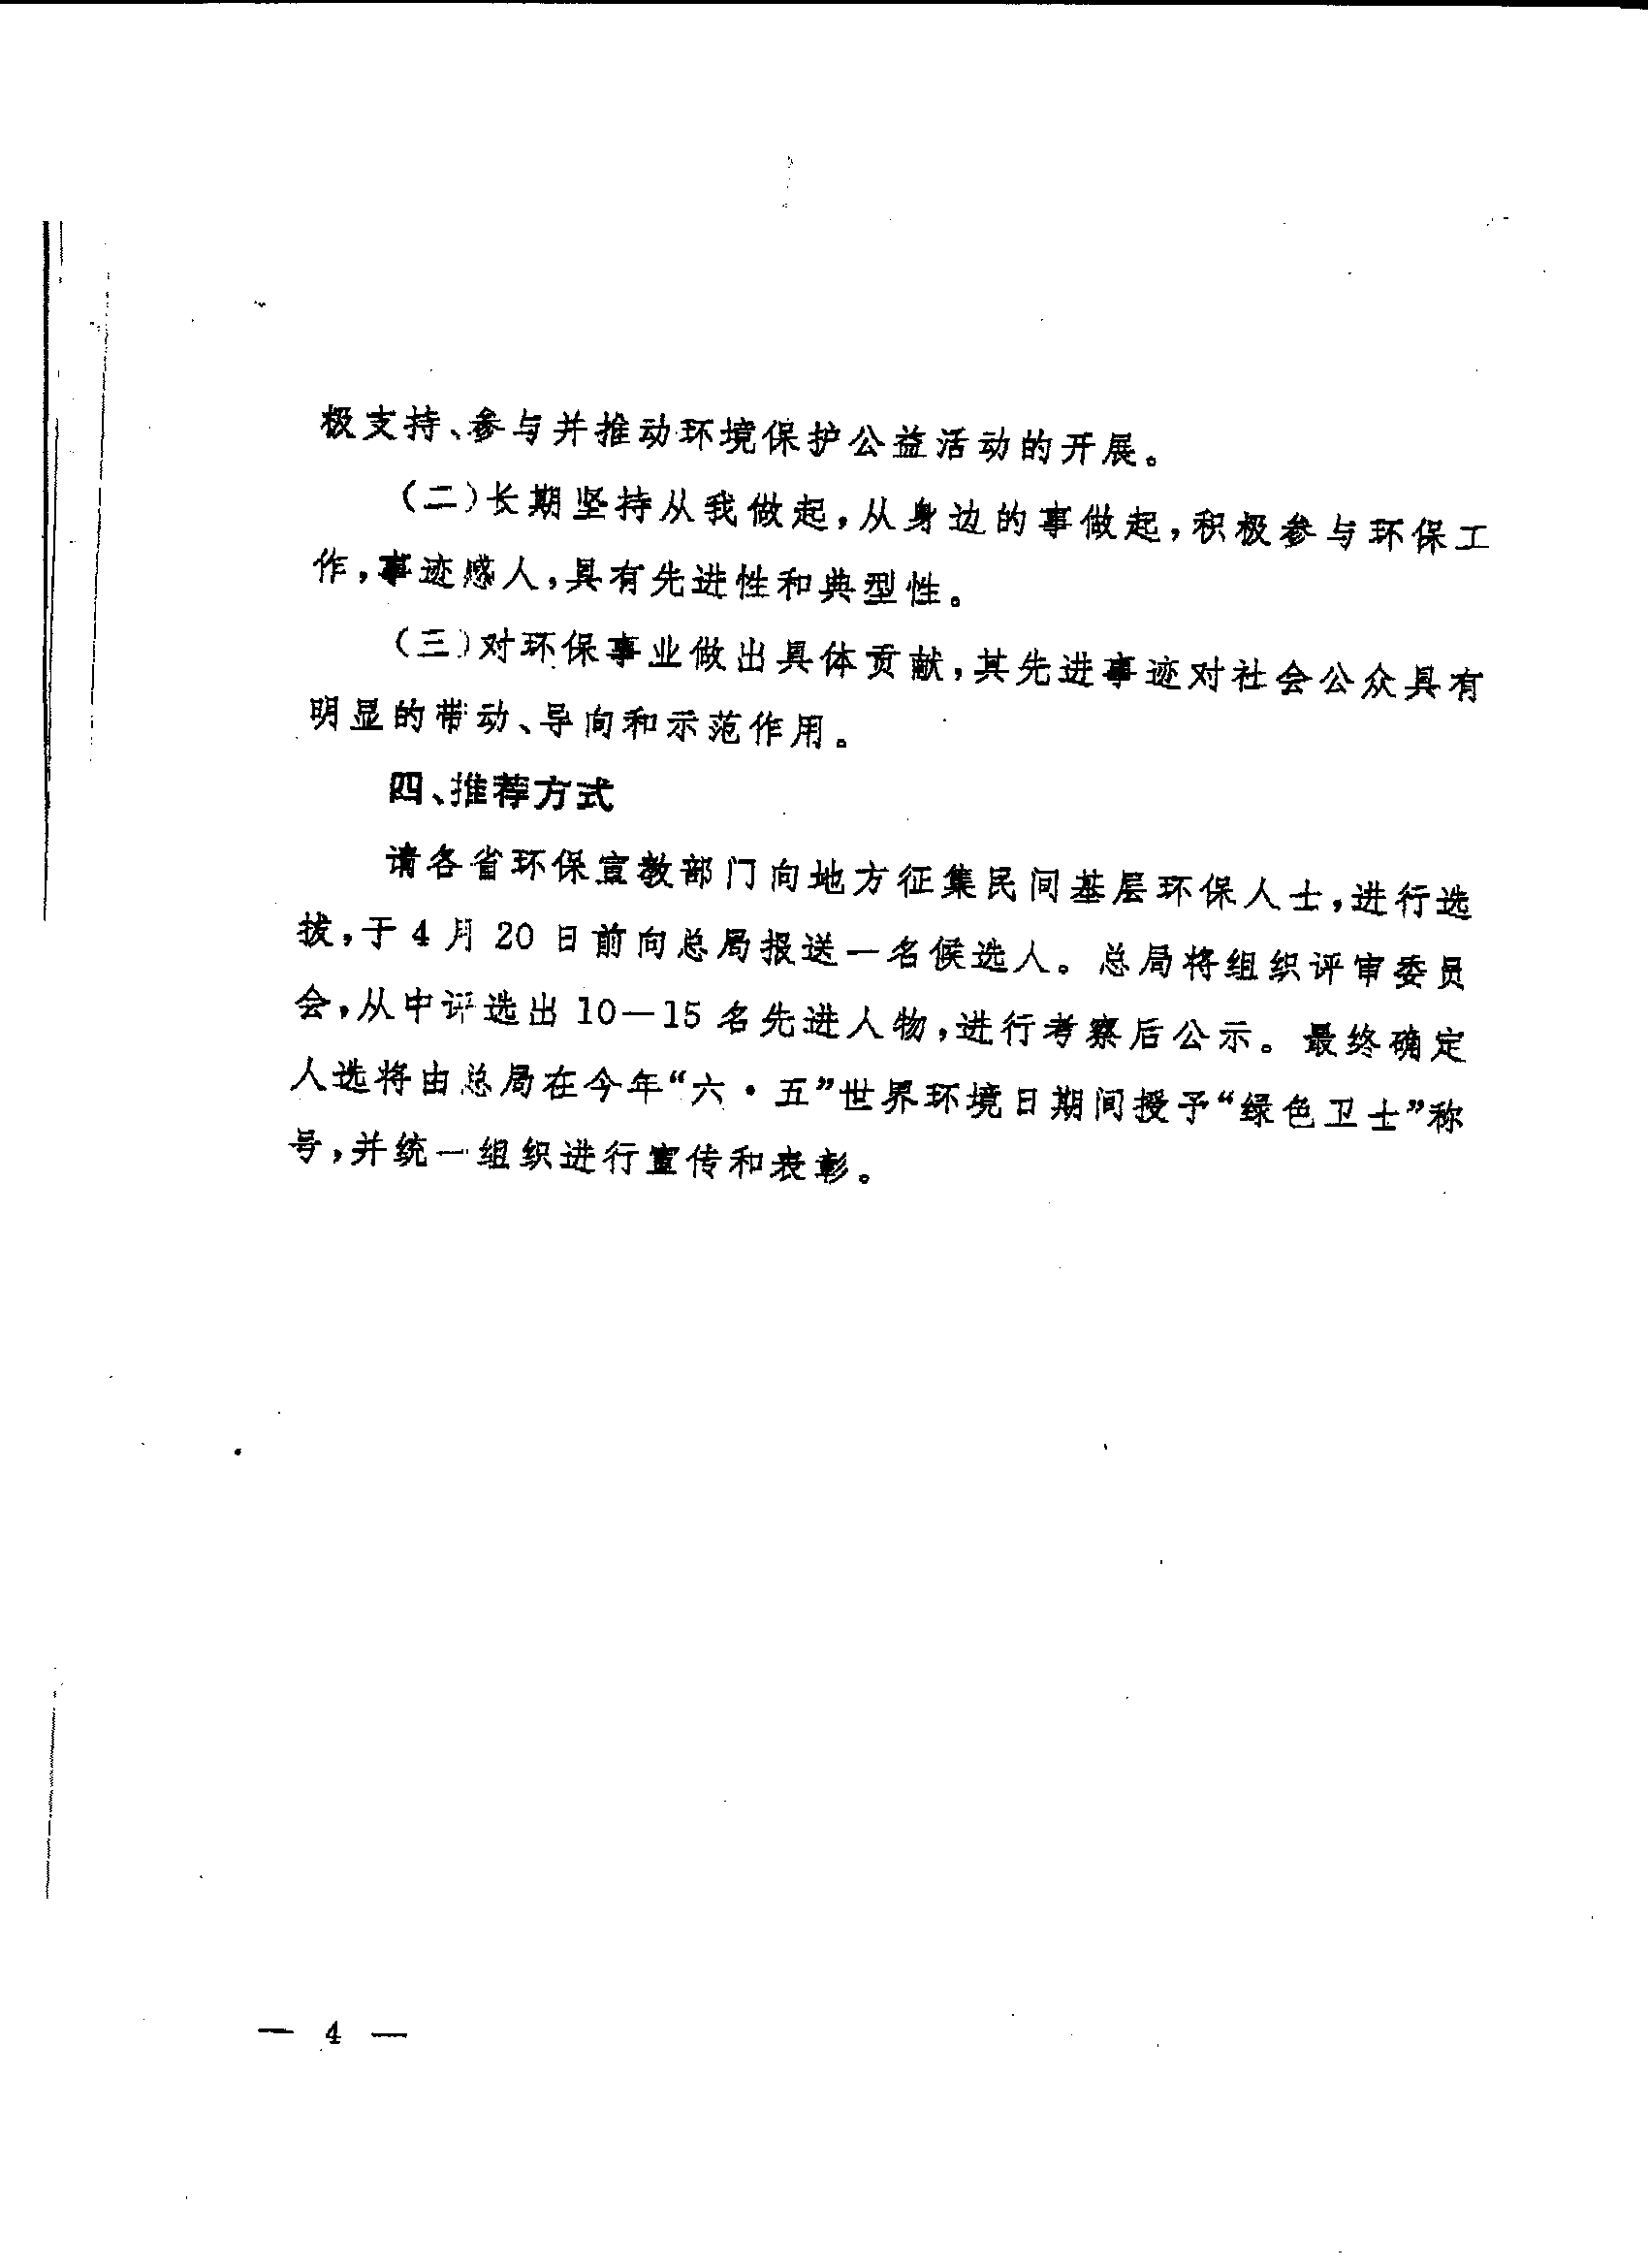 极支持、参与并推动环境保护公益活动的开展。
（二）长期坚持从我做起，从身边的事做起，积极参与环保工
作，事迹感人，具有先进性和典型性。
（三）对环保事业做出具体贡献，其先进事迹对社会公众具有
明显的带动、导向和示范作用。
四、推荐方式
请各省环保宣教部门向地方征集民间基层环保人士，进行选
拔，于 4 月 20 日前向总局报送一名候选人。总局将组织评审委员
会，从中评选出 10—15 名先进人物，进行考察后公示。最终确定
人选将由总局在今年“六·五”世界环境日期间授予“绿色卫士”称
号，并统一组织进行宣传和表彰。
— 4 —